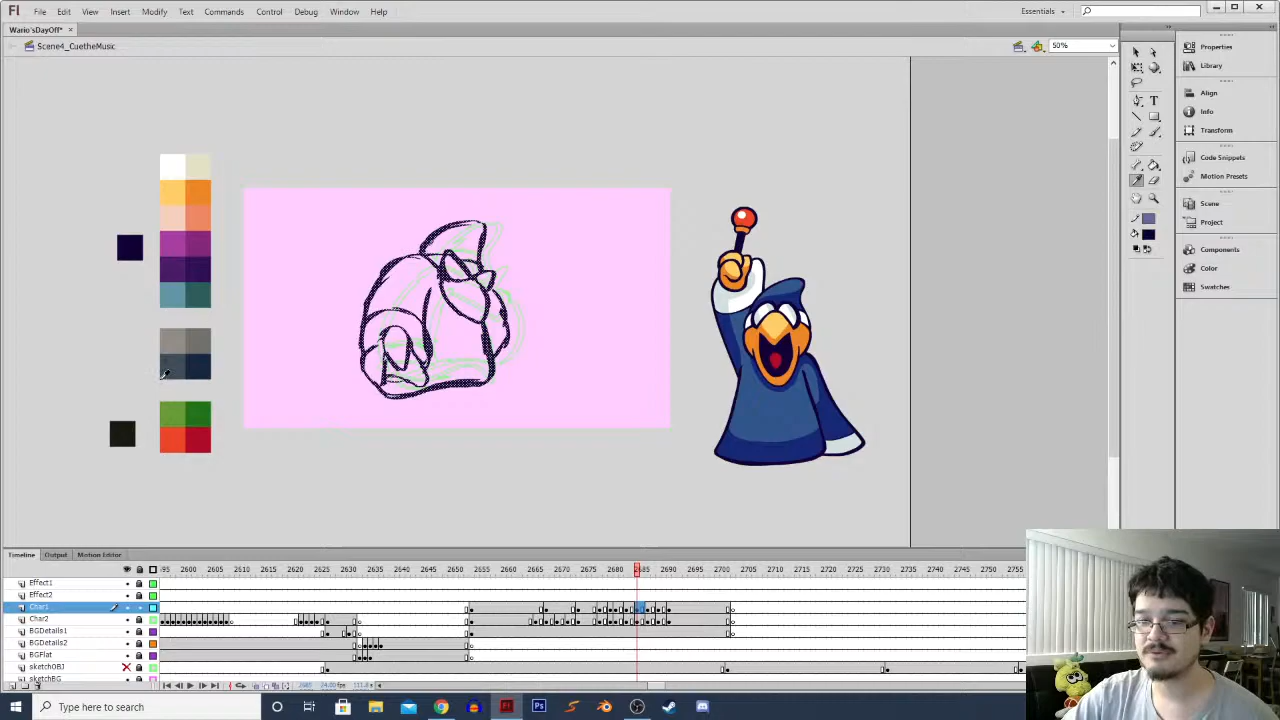 Fl File Edit View Insert Modify Text Commands Control Debug Window Help Essentials
Wario'sDayOff* ×
Scene4_CuetheMusic 50%
Properties
Library
Align
Info
Transform
Code Snippets
Motion Presets
Scene
Project
Components
Color
Swatches
Timeline Output Motion Editor
2600 2605 2610 2615 2620 2625 2630 2635 2640 2645 2650 2655 2660 2665 2670 2675 2680 2690 2695 2700 2705 2710 2715 2720 2725 2730 2735 2740 2745 2750 2755
Effect1
Effect2
Char1
Char2
BGDetails1
BGDetails2
BGFlat
sketchOBJ
sketchBG
Type here to search